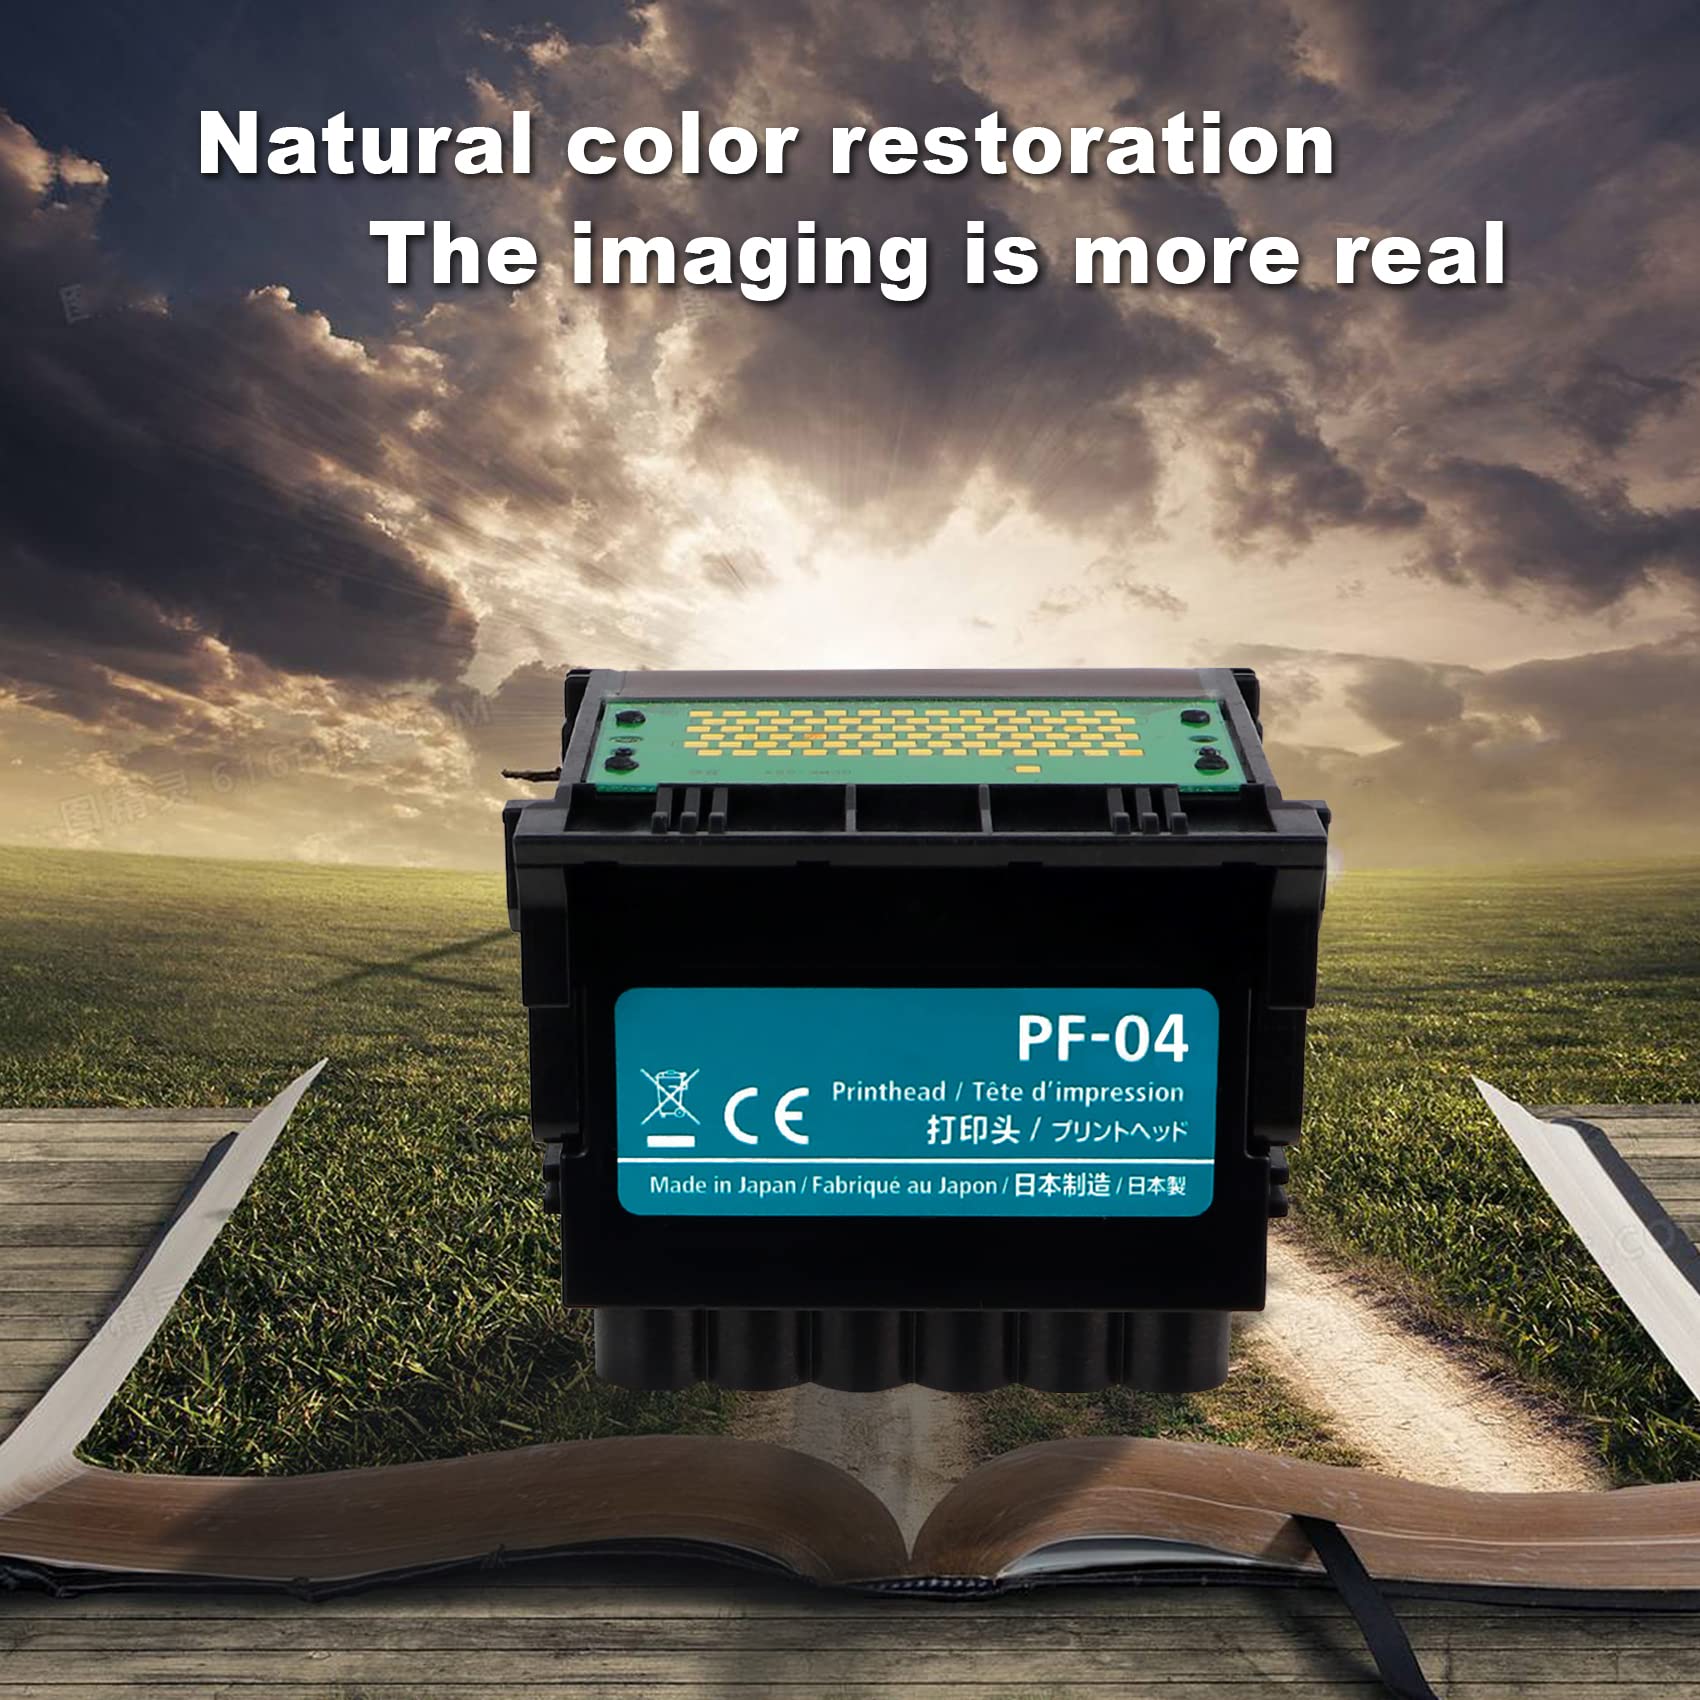 Natural color restoration
The imaging is more real
PF-04
Printhead / Tête d'impression
打印头 / プリントヘッド
CE
Made in Japan / Fabriqué au Japon / 日本制造 / 日本製